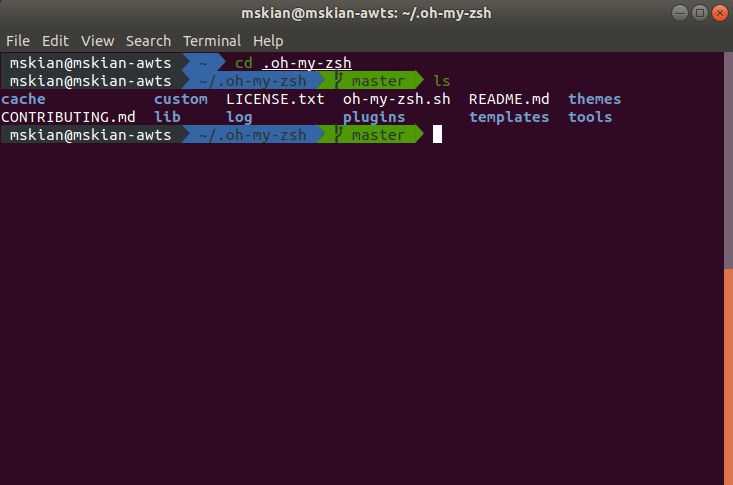 mskian@mskian-awts: ~/.oh-my-zsh
File Edit View Search Terminal Help
mskian@mskian-awts ~ cd .oh-my-zsh
mskian@mskian-awts ~/.oh-my-zsh master ls
cache custom LICENSE.txt oh-my-zsh.sh README.md themes
CONTRIBUTING.md lib log plugins templates tools
mskian@mskian-awts ~/.oh-my-zsh master